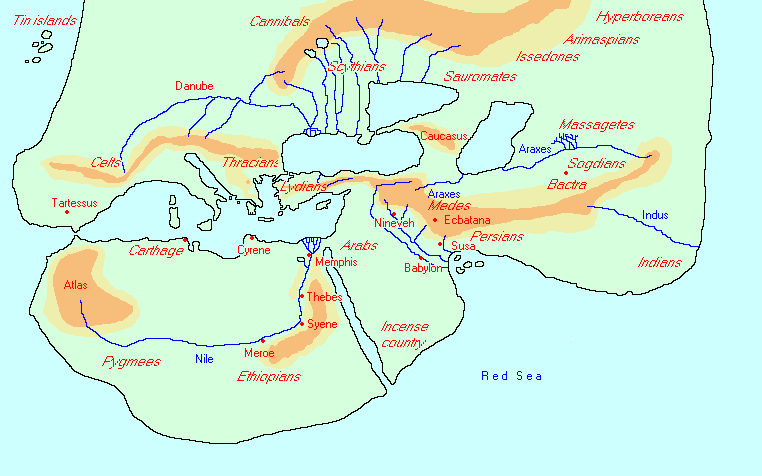 Tin islands
Cannibals
Hyperboreans
Arimaspians
Issedones
Scythians
Sauromates
Danube
Massagetes
Caucasus
Araxes
Celts
Thracians
Sogdians
Bactra
Lydians
Araxes
Tartessus
Medes
Nineveh
Ecbatana
Indus
Carthage
Cyrene
Arabs
Susa
Persians
Memphis
Babylon
Indians
Atlas
Thebes
Syene
Incense
country
Meroe
Pygmees
Nile
Ethiopians
Red Sea